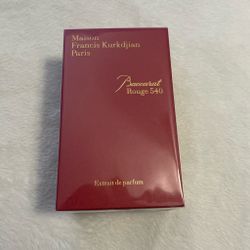 Maison
Francis Kurkdjian
Paris
Baccarat
Rouge 540
Extrait de parfum